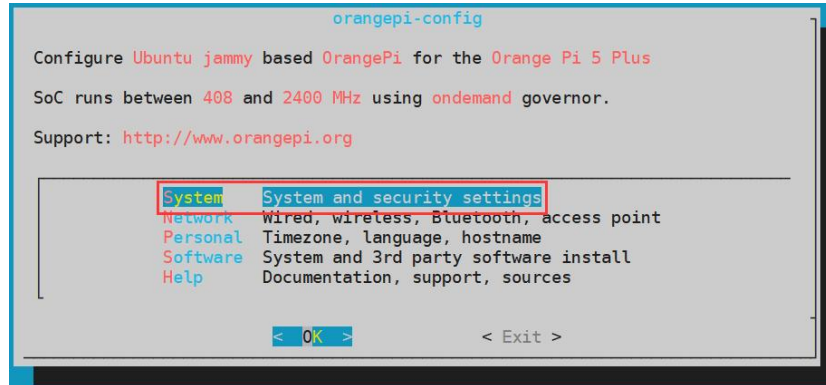 orangepi-config
Configure Ubuntu jammy based OrangePi for the Orange Pi 5 Plus
SoC runs between 408 and 2400 MHz using ondemand governor.
Support: http://www.orangepi.org
System System and security settings
Network Wired, wireless, Bluetooth, access point
Personal Timezone, language, hostname
Software System and 3rd party software install
Help Documentation, support, sources
< OK > < Exit >